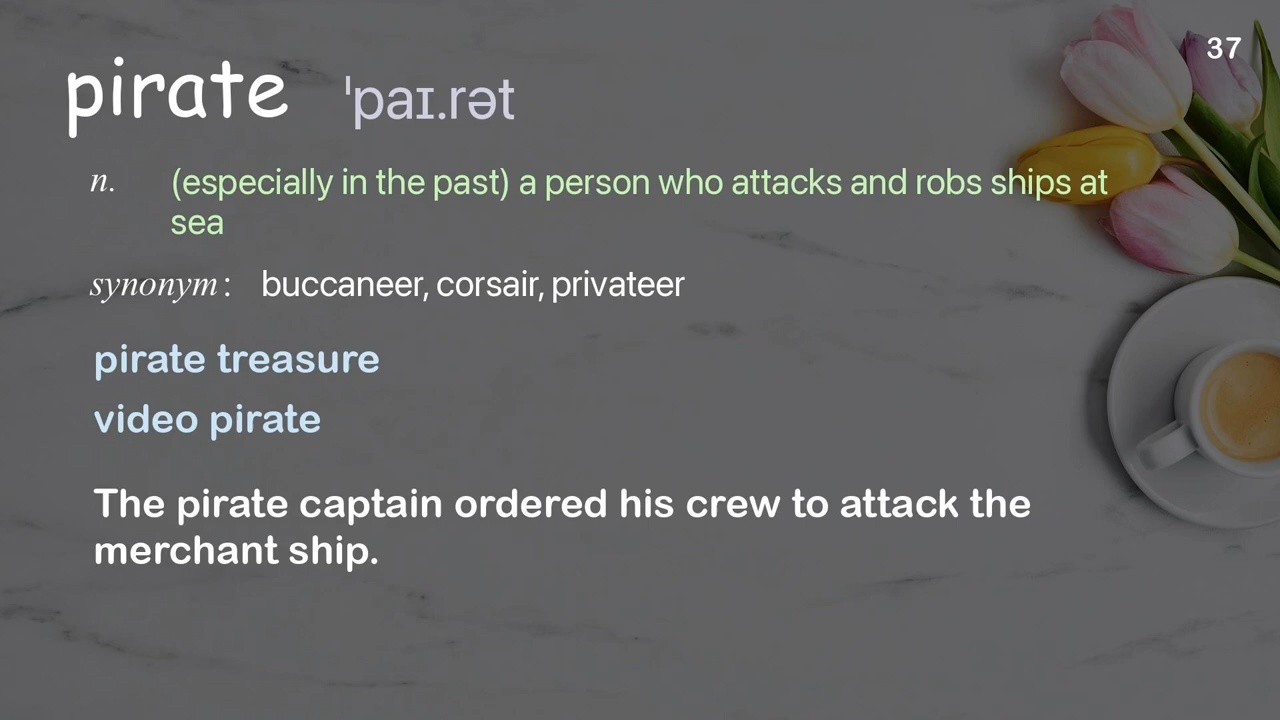 37
pirate ˈpaɪ.rət
n. (especially in the past) a person who attacks and robs ships at
sea
synonym: buccaneer, corsair, privateer
pirate treasure
video pirate
The pirate captain ordered his crew to attack the
merchant ship.